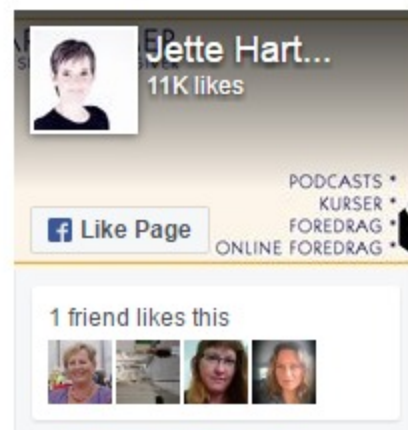 Jette Hart...
11K likes
PODCASTS •
KURSER •
FOREDRAG •
ONLINE FOREDRAG •
Like Page
1 friend likes this